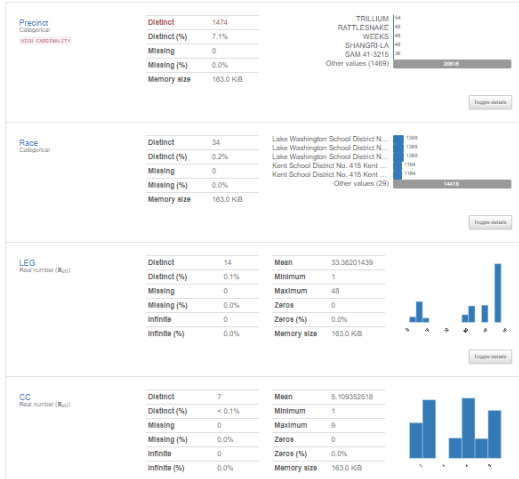 Precinct
Categorical
HIGH CARDINALITY
Distinct 1474
Distinct (%) 7.1%
Missing 0
Missing (%) 0.0%
Memory size 163.0 KiB
TRILLIUM 54
RATTLESNAKE
WEEKS
SHANGRI-LA
SAM 41-3215
Other values (1469) 20616
Toggle details
Race
Categorical
Distinct 34
Distinct (%) 0.2%
Missing 0
Missing (%) 0.0%
Memory size 163.0 KiB
Lake Washington School District N...
Lake Washington School District N...
Lake Washington School District N...
Kent School District No. 415 Kent ... 1164
Kent School District No. 415 Kent ... 1164
Other values (29) 14418
Toggle details
LEG
Real number (ℝ≥0)
Distinct 14
Distinct (%) 0.1%
Missing 0
Missing (%) 0.0%
Infinite 0
Infinite (%) 0.0%
Mean 33.36201439
Minimum 1
Maximum 48
Zeros 0
Zeros (%) 0.0%
Memory size 163.0 KiB
Toggle details
CC
Real number (ℝ≥0)
Distinct 7
Distinct (%) < 0.1%
Missing 0
Missing (%) 0.0%
Infinite 0
Infinite (%) 0.0%
Mean 5.109352516
Minimum 1
Maximum 9
Zeros 0
Zeros (%) 0.0%
Memory size 163.0 KiB